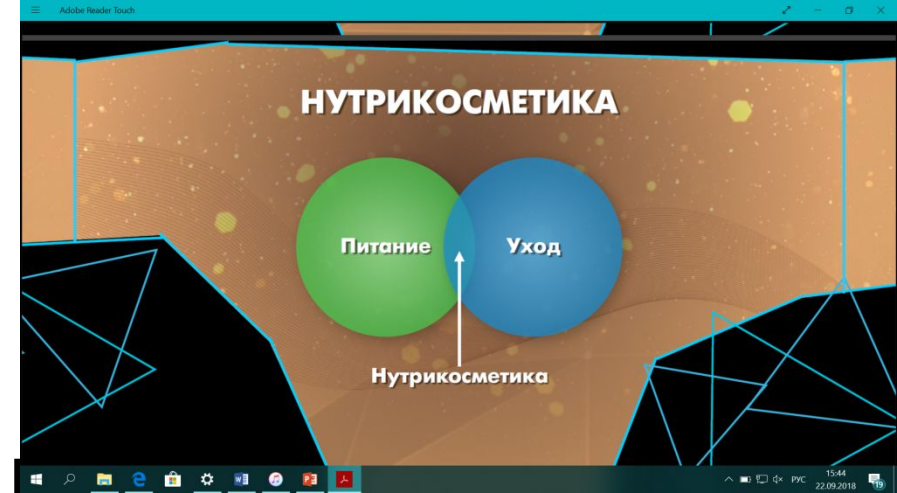 Adobe Reader Touch
НУТРИКОСМЕТИКА
Питание
Уход
Нутрикосметика
РУС
15:44
22.09.2018
19